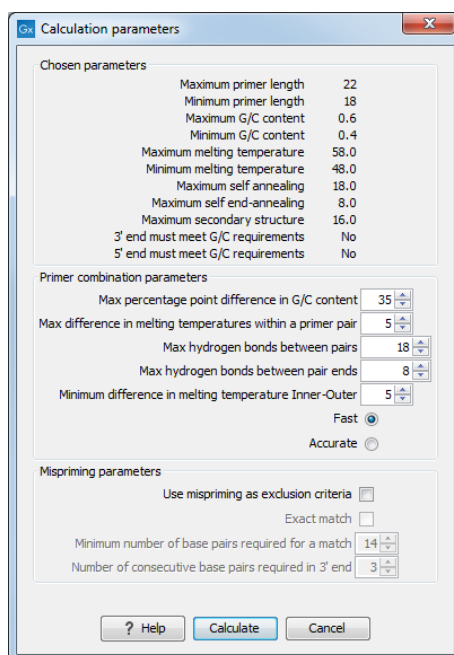 Gx Calculation parameters
Chosen parameters
Maximum primer length 22
Minimum primer length 18
Maximum G/C content 0.6
Minimum G/C content 0.4
Maximum melting temperature 58.0
Minimum melting temperature 48.0
Maximum self annealing 18.0
Maximum self end-annealing 8.0
Maximum secondary structure 16.0
3' end must meet G/C requirements No
5' end must meet G/C requirements No
Primer combination parameters
Max percentage point difference in G/C content 35
Max difference in melting temperatures within a primer pair 5
Max hydrogen bonds between pairs 18
Max hydrogen bonds between pair ends 8
Minimum difference in melting temperature Inner-Outer 5
Fast
Accurate
Mispriming parameters
Use mispriming as exclusion criteria
Exact match
Minimum number of base pairs required for a match 14
Number of consecutive base pairs required in 3' end 3
? Help Calculate Cancel